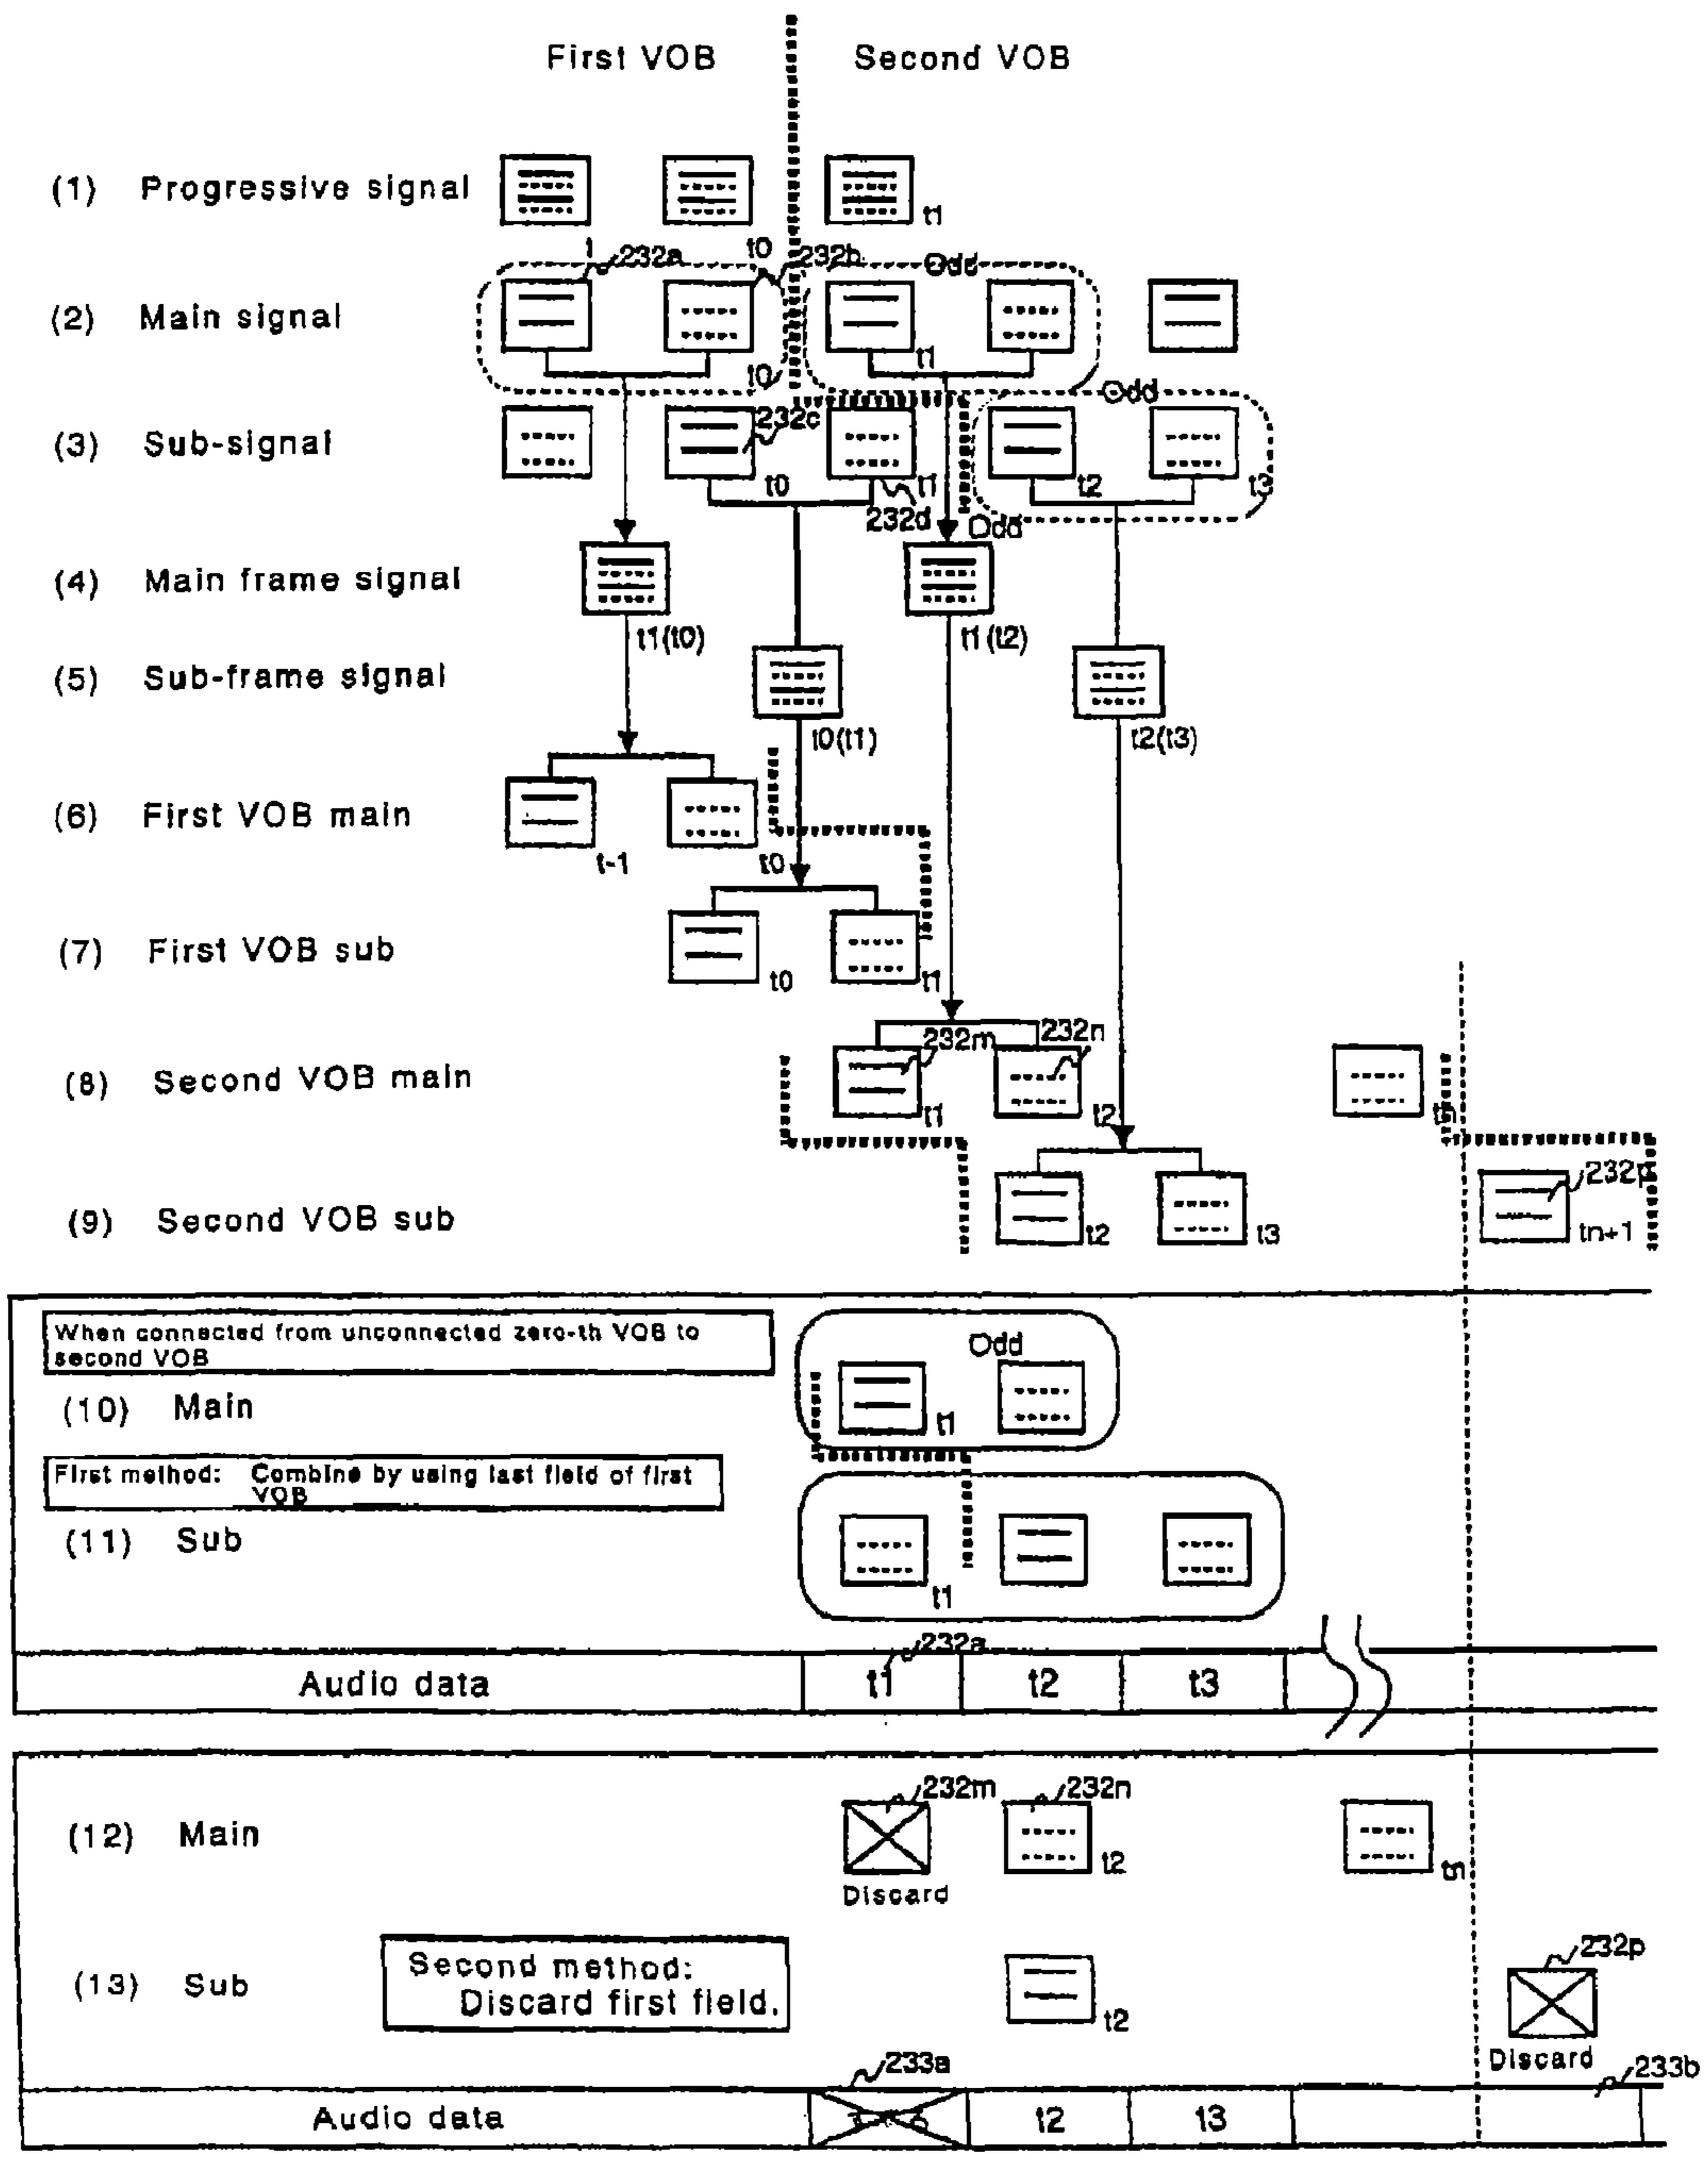 First VOB Second VOB
(1) Progressive signal
t1
t0
232a
232b
Odd
(2) Main signal
t1
t0
Odd
232c
(3) Sub-signal
t0
t1
t2
t3
232d
Odd
(4) Main frame signal
t1(t0)
t1(t2)
(5) Sub-frame signal
t0(t1)
t2(t3)
(6) First VOB main
t-1
t0
(7) First VOB sub
t0
t1
232m
232n
(8) Second VOB main
t1
t2
232p
(9) Second VOB sub
t2
t3
tn+1
When connected from unconnected zero-th VOB to
second VOB
Odd
(10) Main
t1
First method: Combine by using last field of first
VOB
(11) Sub
t1
232a
Audio data t1 t2 t3
232m
232n
(12) Main
t2
tn
Discard
232p
(13) Sub
Second method:
Discard first field.
t2
Discard
233a
233b
Audio data t2 t3